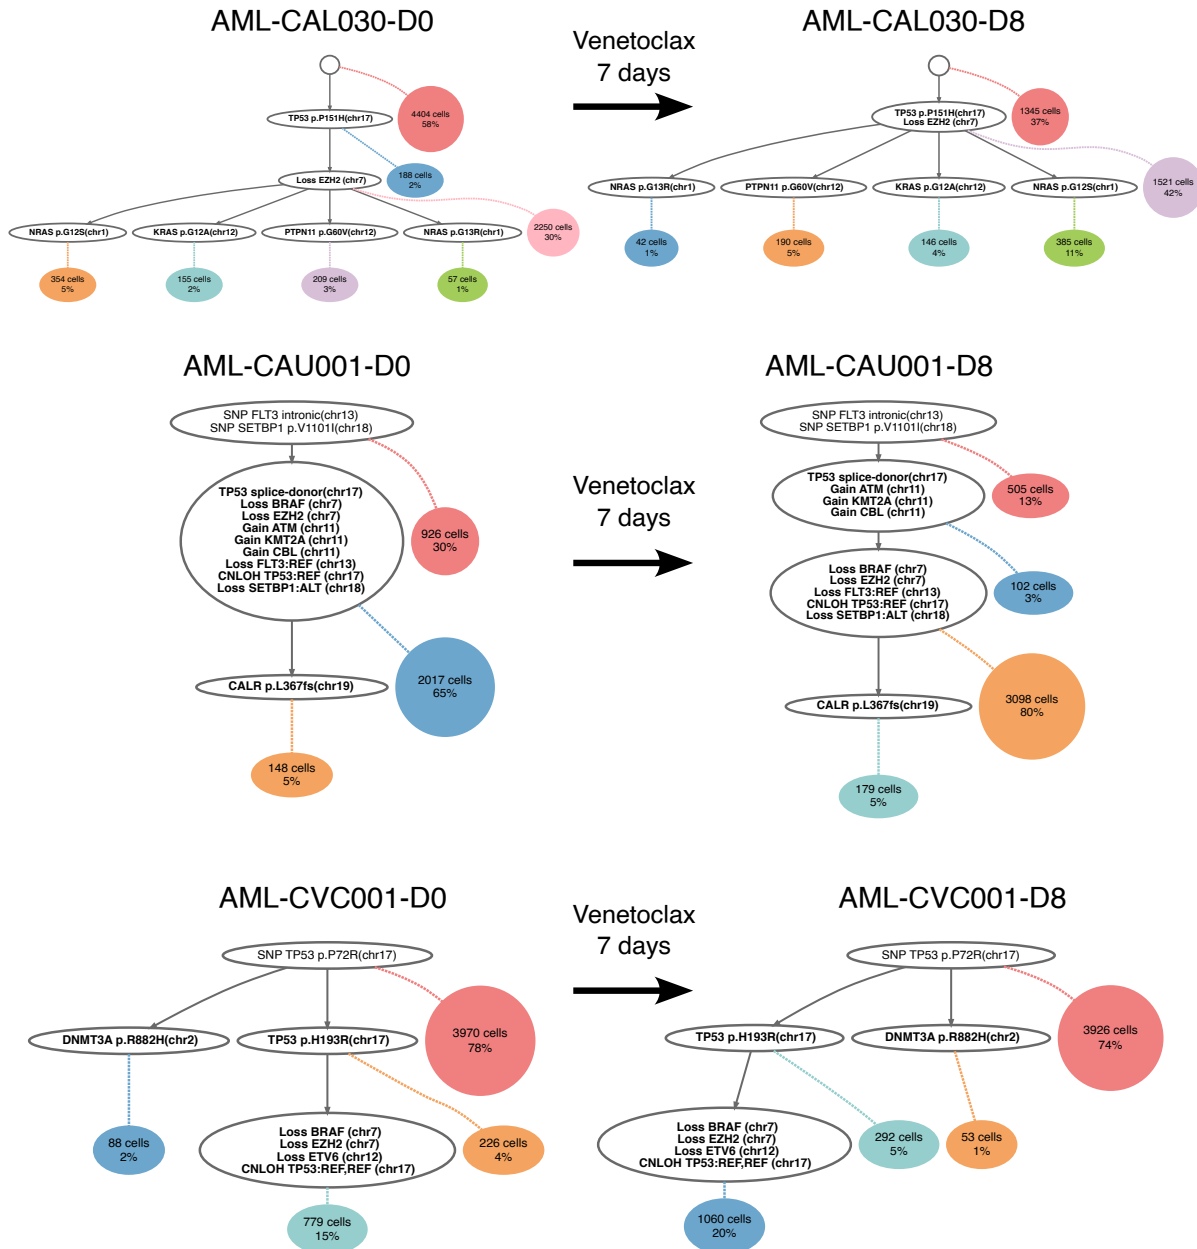 AML-CAL030-D0
Venetoclax
7 days
AML-CAL030-D8
4404 cells
58%
TP53 p.P151H(chr17)
188 cells
2%
Loss EZH2 (chr7)
2250 cells
30%
NRAS p.G12S(chr1)
KRAS p.G12A(chr12)
PTPN11 p.G60V(chr12)
NRAS p.G13R(chr1)
354 cells
5%
155 cells
2%
209 cells
3%
57 cells
1%
1345 cells
37%
TP53 p.P151H(chr17)
Loss EZH2 (chr7)
1521 cells
42%
NRAS p.G13R(chr1)
PTPN11 p.G60V(chr12)
KRAS p.G12A(chr12)
NRAS p.G12S(chr1)
42 cells
1%
190 cells
5%
146 cells
4%
385 cells
11%
AML-CAU001-D0
Venetoclax
7 days
AML-CAU001-D8
SNP FLT3 intronic(chr13)
SNP SETBP1 p.V1101I(chr18)
TP53 splice-donor(chr17)
Loss BRAF (chr7)
Loss EZH2 (chr7)
Gain ATM (chr11)
Gain KMT2A (chr11)
Gain CBL (chr11)
Loss FLT3:REF (chr13)
CNLOH TP53:REF (chr17)
Loss SETBP1:ALT (chr18)
926 cells
30%
2017 cells
65%
CALR p.L367fs(chr19)
148 cells
5%
SNP FLT3 intronic(chr13)
SNP SETBP1 p.V1101I(chr18)
TP53 splice-donor(chr17)
Gain ATM (chr11)
Gain KMT2A (chr11)
Gain CBL (chr11)
505 cells
13%
Loss BRAF (chr7)
Loss EZH2 (chr7)
Loss FLT3:REF (chr13)
CNLOH TP53:REF (chr17)
Loss SETBP1:ALT (chr18)
102 cells
3%
3098 cells
80%
CALR p.L367fs(chr19)
179 cells
5%
AML-CVC001-D0
Venetoclax
7 days
AML-CVC001-D8
SNP TP53 p.P72R(chr17)
3970 cells
78%
DNMT3A p.R882H(chr2)
TP53 p.H193R(chr17)
88 cells
2%
Loss BRAF (chr7)
Loss EZH2 (chr7)
Loss ETV6 (chr12)
CNLOH TP53:REF,REF (chr17)
226 cells
4%
779 cells
15%
SNP TP53 p.P72R(chr17)
3926 cells
74%
TP53 p.H193R(chr17)
DNMT3A p.R882H(chr2)
Loss BRAF (chr7)
Loss EZH2 (chr7)
Loss ETV6 (chr12)
CNLOH TP53:REF,REF (chr17)
292 cells
5%
53 cells
1%
1060 cells
20%